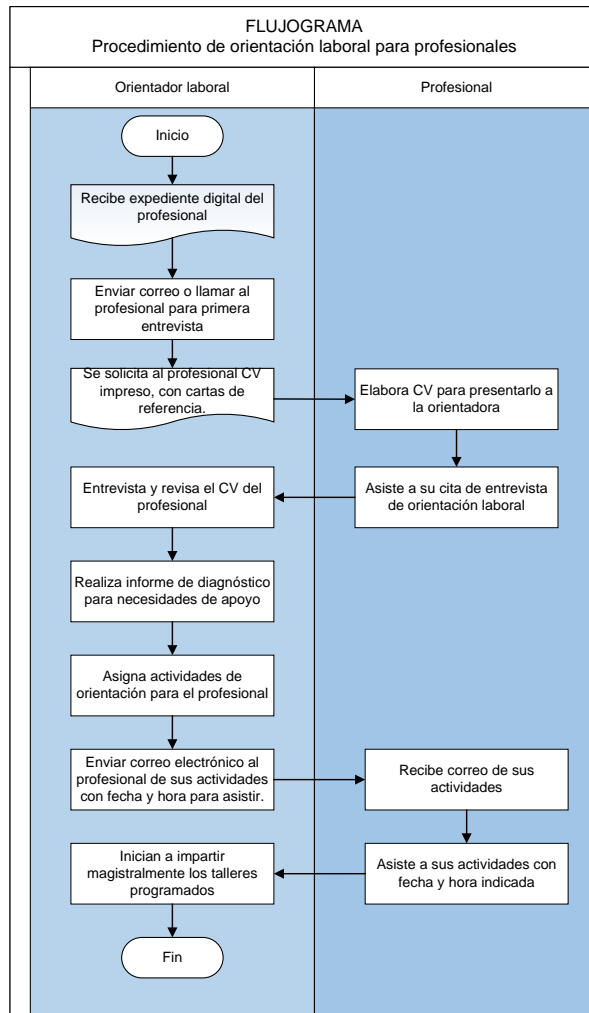 FLUJOGRAMA
Procedimiento de orientación laboral para profesionales
Orientador laboral
Profesional
Inicio
Recibe expediente digital del
profesional
Enviar correo o llamar al
profesional para primera
entrevista
Se solicita al profesional CV
impreso, con cartas de
referencia.
Elabora CV para presentarlo a
la orientadora
Entrevista y revisa el CV del
profesional
Asiste a su cita de entrevista
de orientación laboral
Realiza informe de diagnóstico
para necesidades de apoyo
Asigna actividades de
orientación para el profesional
Enviar correo electrónico al
profesional de sus actividades
con fecha y hora para asistir.
Recibe correo de sus
actividades
Inician a impartir
magistralmente los talleres
programados
Asiste a sus actividades con
fecha y hora indicada
Fin